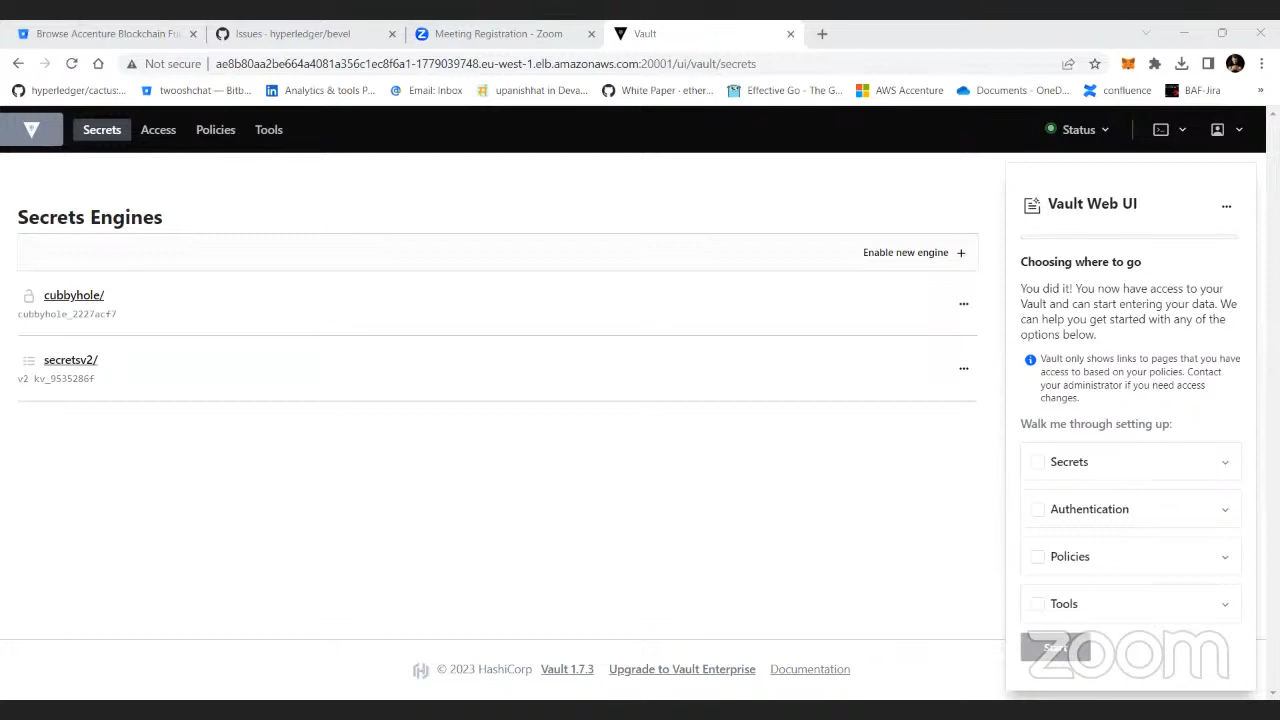 Browse Accenture Blockchain Fu
Issues · hyperledger/bevel
Meeting Registration - Zoom
Vault
Not secure
ae8b80aa2be664a4081a356c1ec8f6a1-1779039748.eu-west-1.elb.amazonaws.com:20001/ui/vault/secrets
hyperledger/cactus:...
twooshchat — Bitb...
Analytics & tools P...
Email: Inbox
upanishhat in Deva...
White Paper · ether...
Effective Go - The G...
AWS Accenture
Documents - OneD...
confluence
BAF-Jira
»
Secrets
Access
Policies
Tools
Status
Secrets Engines
Enable new engine +
cubbyhole/
cubbyhole_2227acf7
secretsv2/
v2 kv_9535286f
Vault Web UI
Choosing where to go
You did it! You now have access to your
Vault and can start entering your data. We
can help you get started with any of the
options below.
Vault only shows links to pages that you have
access to based on your policies. Contact
your administrator if you need access
changes.
Walk me through setting up:
Secrets
Authentication
Policies
Tools
Start
zoom
© 2023 HashiCorp Vault 1.7.3 Upgrade to Vault Enterprise Documentation